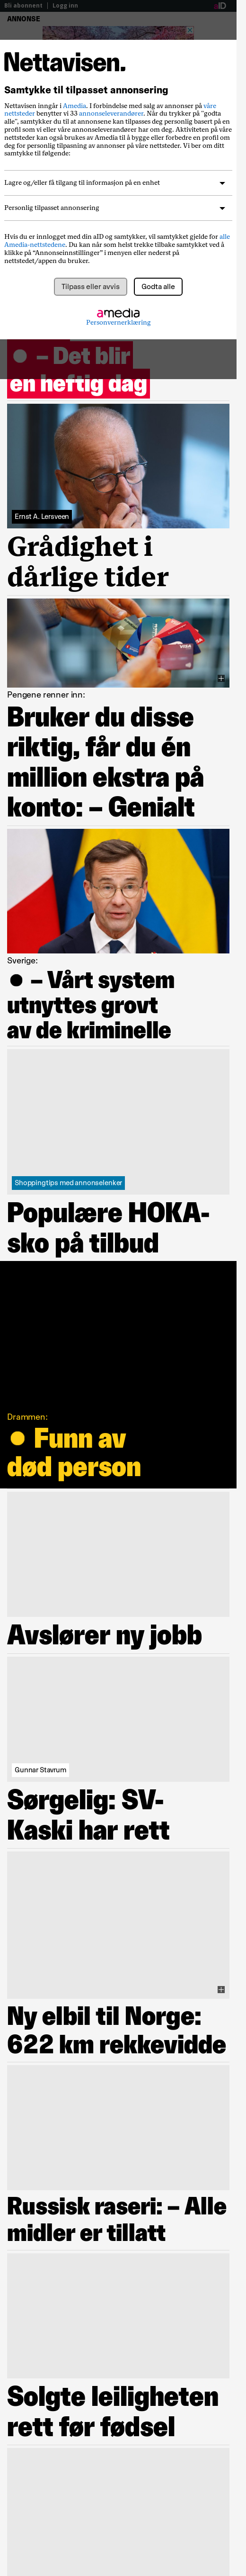 Bli abonnent | Logg inn
aID
ANNONSE
Nettavisen.
Samtykke til tilpasset annonsering
Nettavisen inngår i Amedia. I forbindelse med salg av annonser på våre
nettsteder benytter vi 33 annonseleverandører. Når du trykker på "godta
alle", samtykker du til at annonsene kan tilpasses deg personlig basert på en
profil som vi eller våre annonseleverandører har om deg. Aktiviteten på våre
nettsteder kan også brukes av Amedia til å bygge eller forbedre en profil om
deg til bruk for tilpasning av annonser på våre nettsteder. Vi ber om ditt
samtykke til følgende:
Lagre og/eller få tilgang til informasjon på en enhet
Personlig tilpasset annonsering
Hvis du er innlogget med din aID og samtykker, vil samtykket gjelde for alle
Amedia-nettstedene. Du kan når som helst trekke tilbake samtykket ved å
klikke på “Annonseinnstillinger” i menyen eller nederst på
nettstedet/appen du bruker.
Tilpass eller avvis
Godta alle
amedia
Personvernerklæring
● – Det blir
en heftig dag
Ernst A. Lersveen
Grådighet i
dårlige tider
Pengene renner inn:
Bruker du disse
riktig, får du én
million ekstra på
konto: – Genialt
Sverige:
● – Vårt system
utnyttes grovt
av de kriminelle
Shoppingtips med annonselenker
Populære HOKA-
sko på tilbud
Drammen:
● Funn av
død person
Avslører ny jobb
Gunnar Stavrum
Sørgelig: SV-
Kaski har rett
Ny elbil til Norge:
622 km rekkevidde
Russisk raseri: – Alle
midler er tillatt
Solgte leiligheten
rett før fødsel